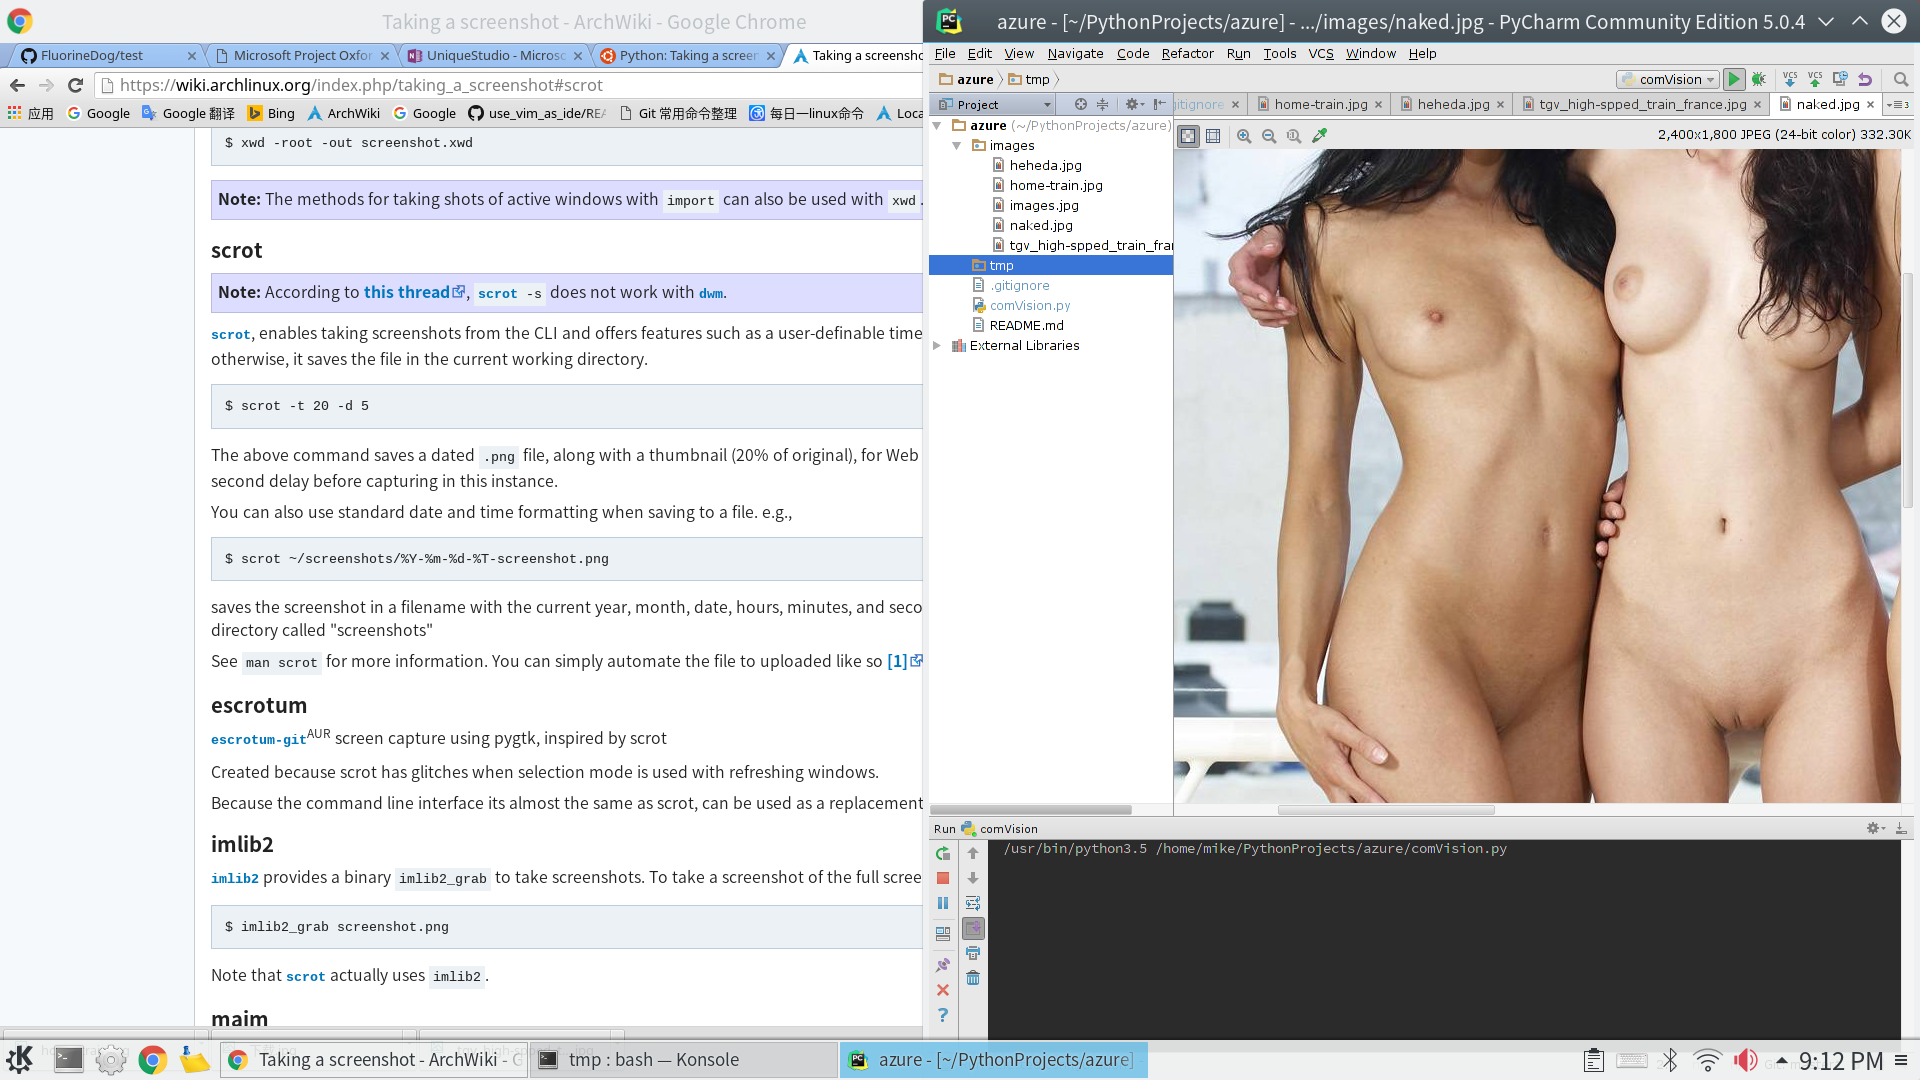 Taking a screenshot - ArchWiki - Google Chrome
FluorineDog/test
Microsoft Project Oxfor
UniqueStudio - Microsc
Python: Taking a screer
Taking a screensho
https://wiki.archlinux.org/index.php/taking_a_screenshot#scrot
应用
Google
Google 翻译
Bing
ArchWiki
Google
use_vim_as_ide/REA
Git 常用命令整理
每日一linux命令
Loca
$ xwd -root -out screenshot.xwd
Note: The methods for taking shots of active windows with import can also be used with xwd.
scrot
Note: According to this thread, scrot -s does not work with dwm.
scrot, enables taking screenshots from the CLI and offers features such as a user-definable time
otherwise, it saves the file in the current working directory.
$ scrot -t 20 -d 5
The above command saves a dated .png file, along with a thumbnail (20% of original), for Web
second delay before capturing in this instance.
You can also use standard date and time formatting when saving to a file. e.g.,
$ scrot ~/screenshots/%Y-%m-%d-%T-screenshot.png
saves the screenshot in a filename with the current year, month, date, hours, minutes, and seco
directory called "screenshots"
See man scrot for more information. You can simply automate the file to uploaded like so [1]
escrotum
escrotum-gitAUR screen capture using pygtk, inspired by scrot
Created because scrot has glitches when selection mode is used with refreshing windows.
Because the command line interface its almost the same as scrot, can be used as a replacement
imlib2
imlib2 provides a binary imlib2_grab to take screenshots. To take a screenshot of the full scree
$ imlib2_grab screenshot.png
Note that scrot actually uses imlib2.
maim
azure - [~/PythonProjects/azure] - .../images/naked.jpg - PyCharm Community Edition 5.0.4
File Edit View Navigate Code Refactor Run Tools VCS Window Help
azure
tmp
comVision
VCS
VCS
Project
gitignore
home-train.jpg
heheda.jpg
tgv_high-spped_train_france.jpg
naked.jpg
3
2,400x1,800 JPEG (24-bit color) 332.30K
azure (~/PythonProjects/azure)
images
heheda.jpg
home-train.jpg
images.jpg
naked.jpg
tgv_high-spped_train_fra
tmp
.gitignore
comVision.py
README.md
External Libraries
Run comVision
/usr/bin/python3.5 /home/mike/PythonProjects/azure/comVision.py
Taking a screenshot - ArchWiki - G
tmp : bash — Konsole
azure - [~/PythonProjects/azure]
9:12 PM